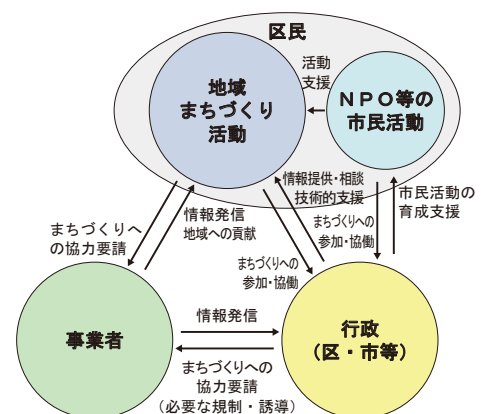 区民
地域
まちづくり
活動
活動
支援
NPO等の
市民活動
情報提供・相談
技術的支援
市民活動の
育成支援
まちづくりへ
の協力要請
情報発信
地域への貢献
まちづくりへの
参加・協働
まちづくりへの
参加・協働
事業者
情報発信
行政
(区・市等)
まちづくりへの
協力要請
(必要な規制・誘導)